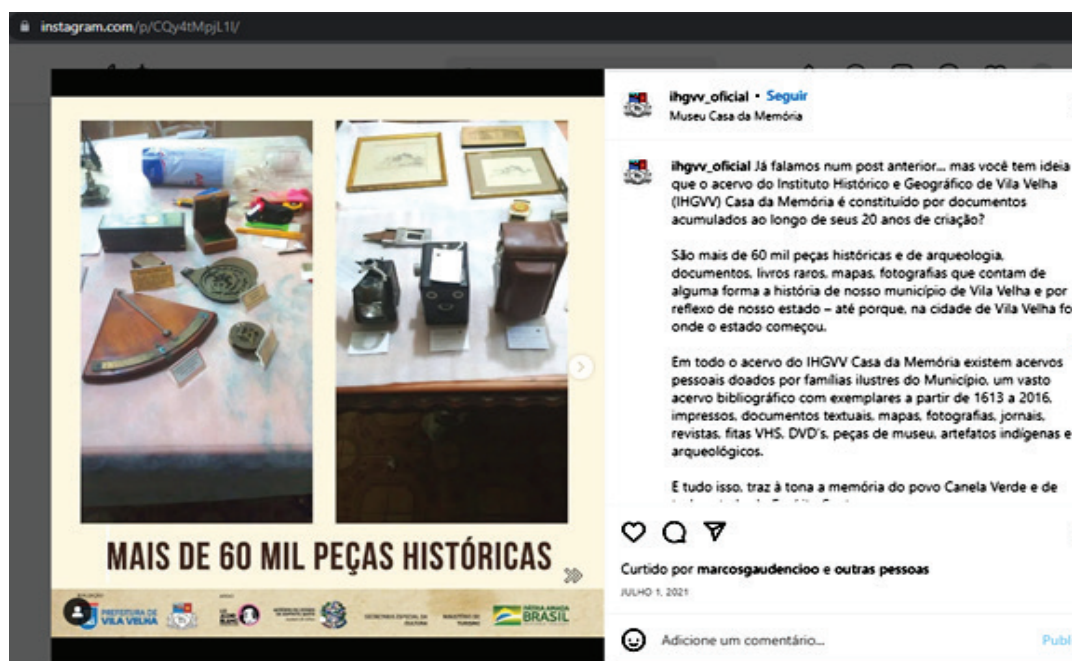 instagram.com/p/CQy4tMpjL1I/
MAIS DE 60 MIL PEÇAS HISTÓRICAS
PREFEITURA DE
VILA VELHA
SECRETARIA ESPECIAL DA
CULTURA
MINISTÉRIO DO
TURISMO
PÁTRIA AMADA
BRASIL
ihgvv_oficial • Seguir
Museu Casa da Memória
ihgvv_oficial Já falamos num post anterior... mas você tem ideia
que o acervo do Instituto Histórico e Geográfico de Vila Velha
(IHGVV) Casa da Memória é constituído por documentos
acumulados ao longo de seus 20 anos de criação?
São mais de 60 mil peças históricas e de arqueologia,
documentos, livros raros, mapas, fotografias que contam de
alguma forma a história de nosso município de Vila Velha e por
reflexo de nosso estado – até porque, na cidade de Vila Velha fo
onde o estado começou.
Em todo o acervo do IHGVV Casa da Memória existem acervos
pessoais doados por famílias ilustres do Município, um vasto
acervo bibliográfico com exemplares a partir de 1613 a 2016,
impressos, documentos textuais, mapas, fotografias, jornais,
revistas, fitas VHS, DVD's, peças de museu, artefatos indígenas e
arqueológicos.
E tudo isso, traz à tona a memória do povo Canela Verde e de
Curtido por marcosgaudencioo e outras pessoas
JULHO 1, 2021
Adicione um comentário...
Publ